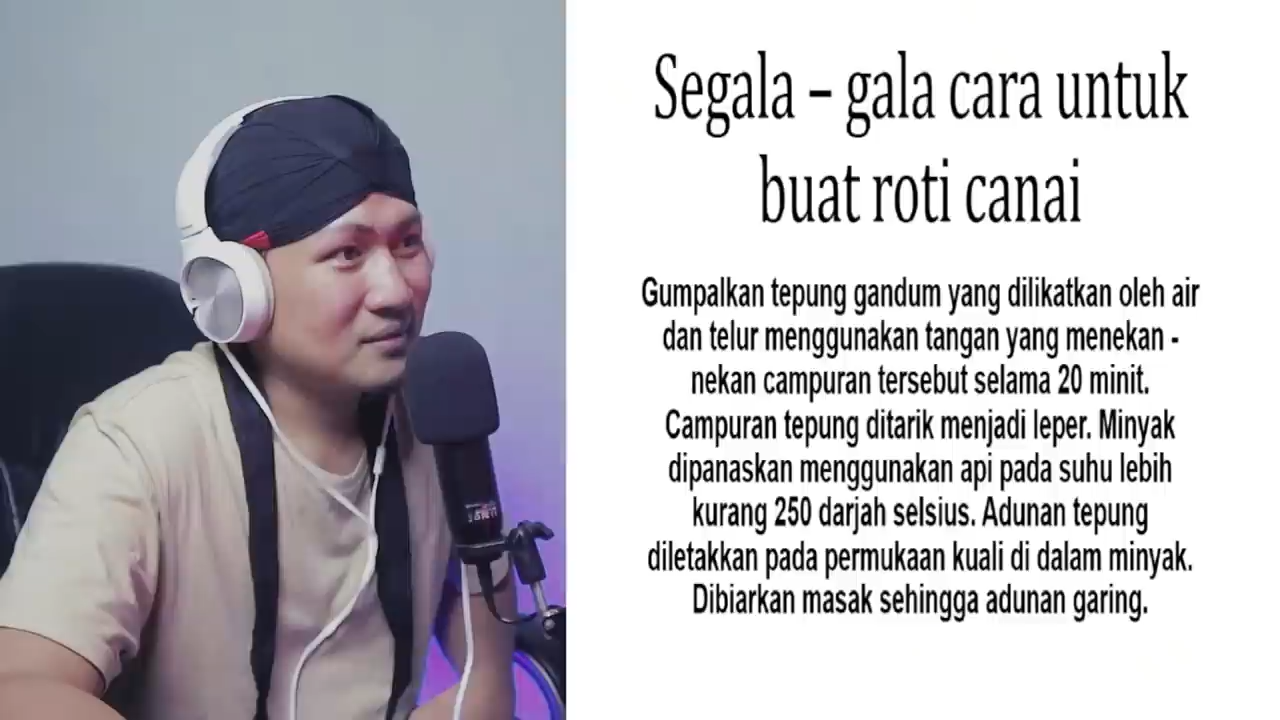 Segala – gala cara untuk
buat roti canai
Gumpalkan tepung gandum yang dilikatkan oleh air
dan telur menggunakan tangan yang menekan -
nekan campuran tersebut selama 20 minit.
Campuran tepung ditarik menjadi leper. Minyak
dipanaskan menggunakan api pada suhu lebih
kurang 250 darjah selsius. Adunan tepung
diletakkan pada permukaan kuali di dalam minyak.
Dibiarkan masak sehingga adunan garing.